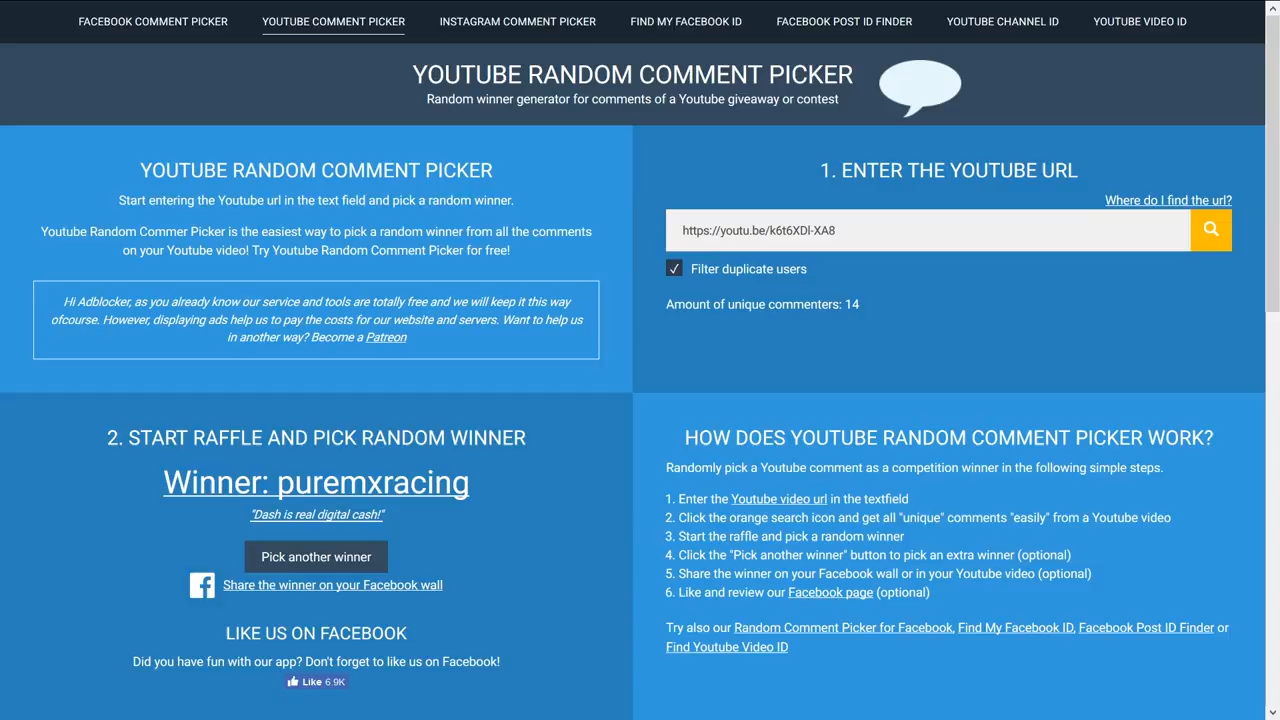 FACEBOOK COMMENT PICKER YOUTUBE COMMENT PICKER INSTAGRAM COMMENT PICKER FIND MY FACEBOOK ID FACEBOOK POST ID FINDER YOUTUBE CHANNEL ID YOUTUBE VIDEO ID
YOUTUBE RANDOM COMMENT PICKER
Random winner generator for comments of a Youtube giveaway or contest
YOUTUBE RANDOM COMMENT PICKER
Start entering the Youtube url in the text field and pick a random winner.
Youtube Random Commer Picker is the easiest way to pick a random winner from all the comments
on your Youtube video! Try Youtube Random Comment Picker for free!
Hi Adblocker, as you already know our service and tools are totally free and we will keep it this way
ofcourse. However, displaying ads help us to pay the costs for our website and servers. Want to help us
in another way? Become a Patreon
1. ENTER THE YOUTUBE URL
Where do I find the url?
https://youtu.be/k6t6XDl-XA8
Filter duplicate users
Amount of unique commenters: 14
2. START RAFFLE AND PICK RANDOM WINNER
Winner: puremxracing
"Dash is real digital cash!"
Pick another winner
Share the winner on your Facebook wall
LIKE US ON FACEBOOK
Did you have fun with our app? Don't forget to like us on Facebook!
Like 6.9K
HOW DOES YOUTUBE RANDOM COMMENT PICKER WORK?
Randomly pick a Youtube comment as a competition winner in the following simple steps.
1. Enter the Youtube video url in the textfield
2. Click the orange search icon and get all "unique" comments "easily" from a Youtube video
3. Start the raffle and pick a random winner
4. Click the "Pick another winner" button to pick an extra winner (optional)
5. Share the winner on your Facebook wall or in your Youtube video (optional)
6. Like and review our Facebook page (optional)
Try also our Random Comment Picker for Facebook, Find My Facebook ID, Facebook Post ID Finder or
Find Youtube Video ID